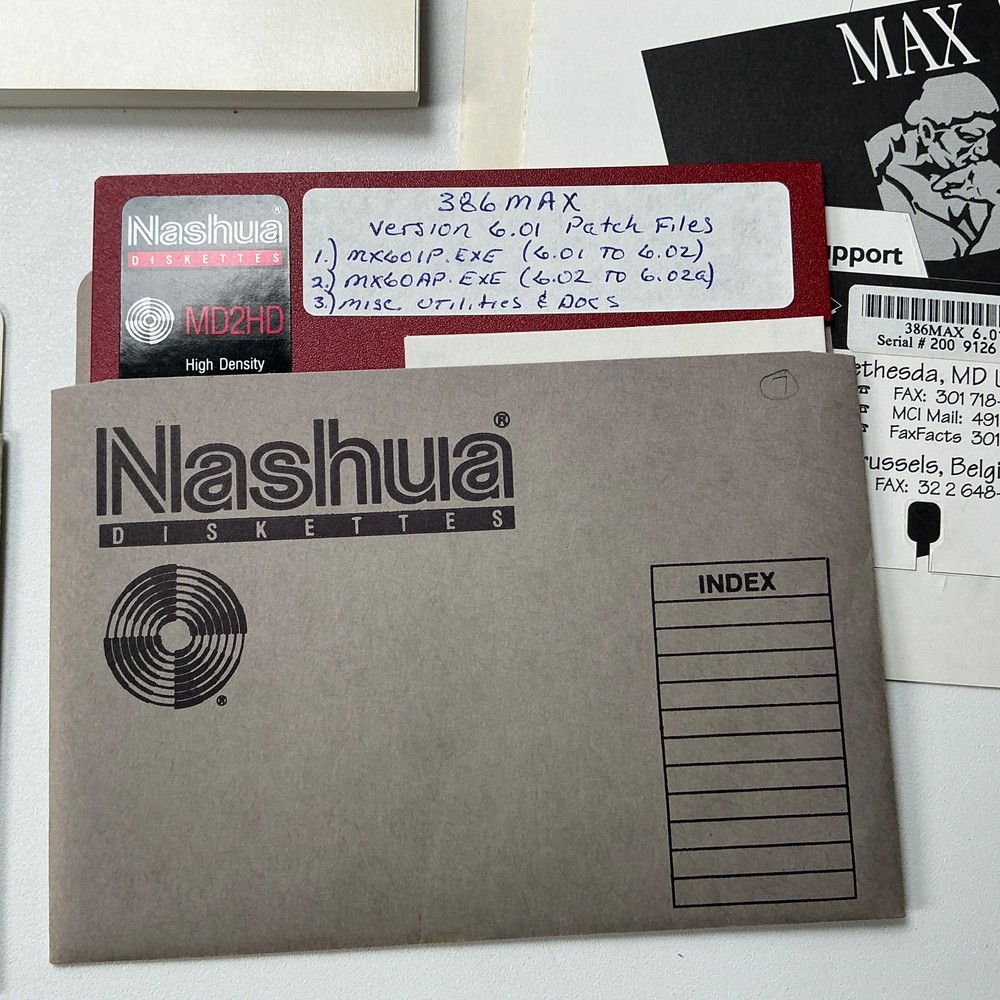 MAX
Nashua®
DISKETTES
MD2HD
High Density
386MAX
Version 6.01 Patch Files
1.) MX601P.EXE (6.01 TO 6.02)
2.) MX60AP.EXE (6.02 TO 6.02a)
3.) Misc Utilities & Docs
upport
386MAX 6.0
Serial # 200 9126
ethesda, MD
FAX: 301 718-
MCI Mail: 491
FaxFacts 301
russels, Belgi
FAX: 32 2 648-
7
Nashua®
DISKETTES
®
INDEX